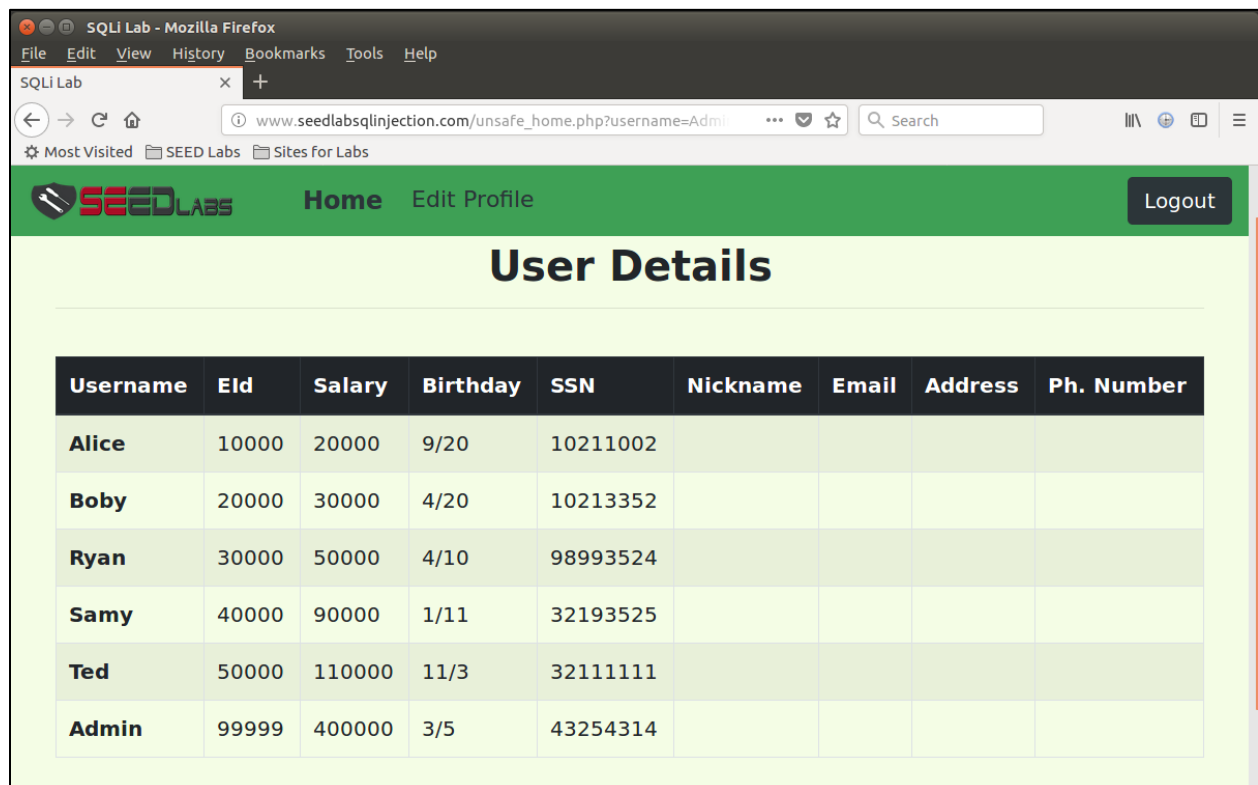 SQLi Lab - Mozilla Firefox
File Edit View History Bookmarks Tools Help
SQLi Lab
www.seedlabsqlinjection.com/unsafe_home.php?username=Admi
Search
Most Visited SEED Labs Sites for Labs
SEEDLABS Home Edit Profile Logout
User Details
Username EId Salary Birthday SSN Nickname Email Address Ph. Number
Alice 10000 20000 9/20 10211002
Boby 20000 30000 4/20 10213352
Ryan 30000 50000 4/10 98993524
Samy 40000 90000 1/11 32193525
Ted 50000 110000 11/3 32111111
Admin 99999 400000 3/5 43254314